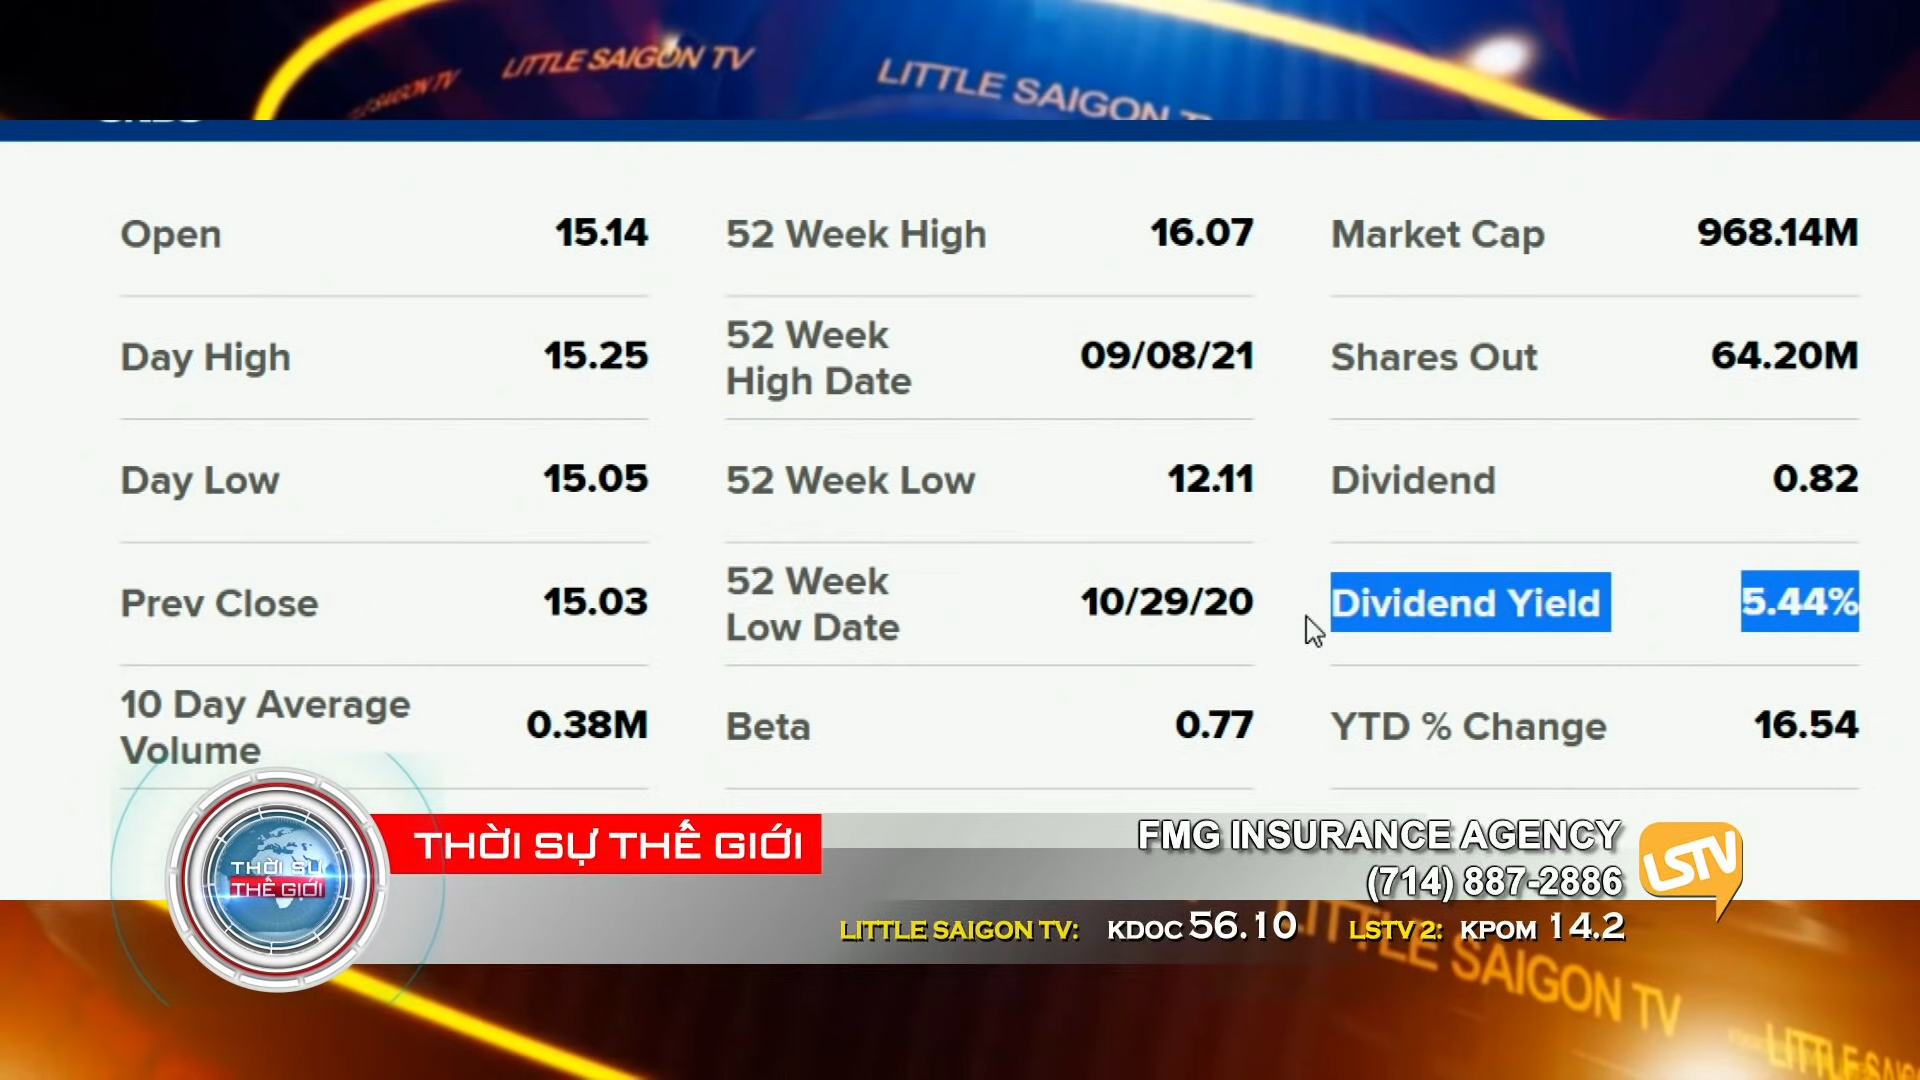 LITTLE SAIGON TV
LITTLE SAIGON
Open 15.14
52 Week High 16.07
Market Cap 968.14M
Day High 15.25
52 Week
High Date 09/08/21
Shares Out 64.20M
Day Low 15.05
52 Week Low 12.11
Dividend 0.82
Prev Close 15.03
52 Week
Low Date 10/29/20
Dividend Yield 5.44%
10 Day Average
Volume 0.38M
Beta 0.77
YTD % Change 16.54
THỜI SỰ
THẾ GIỚI
THỜI SỰ THẾ GIỚI
FMG INSURANCE AGENCY
(714) 887-2886
LSTV
LITTLE SAIGON TV: KDOC 56.10 LSTV 2: KPOM 14.2
LITTLE SAIGON TV